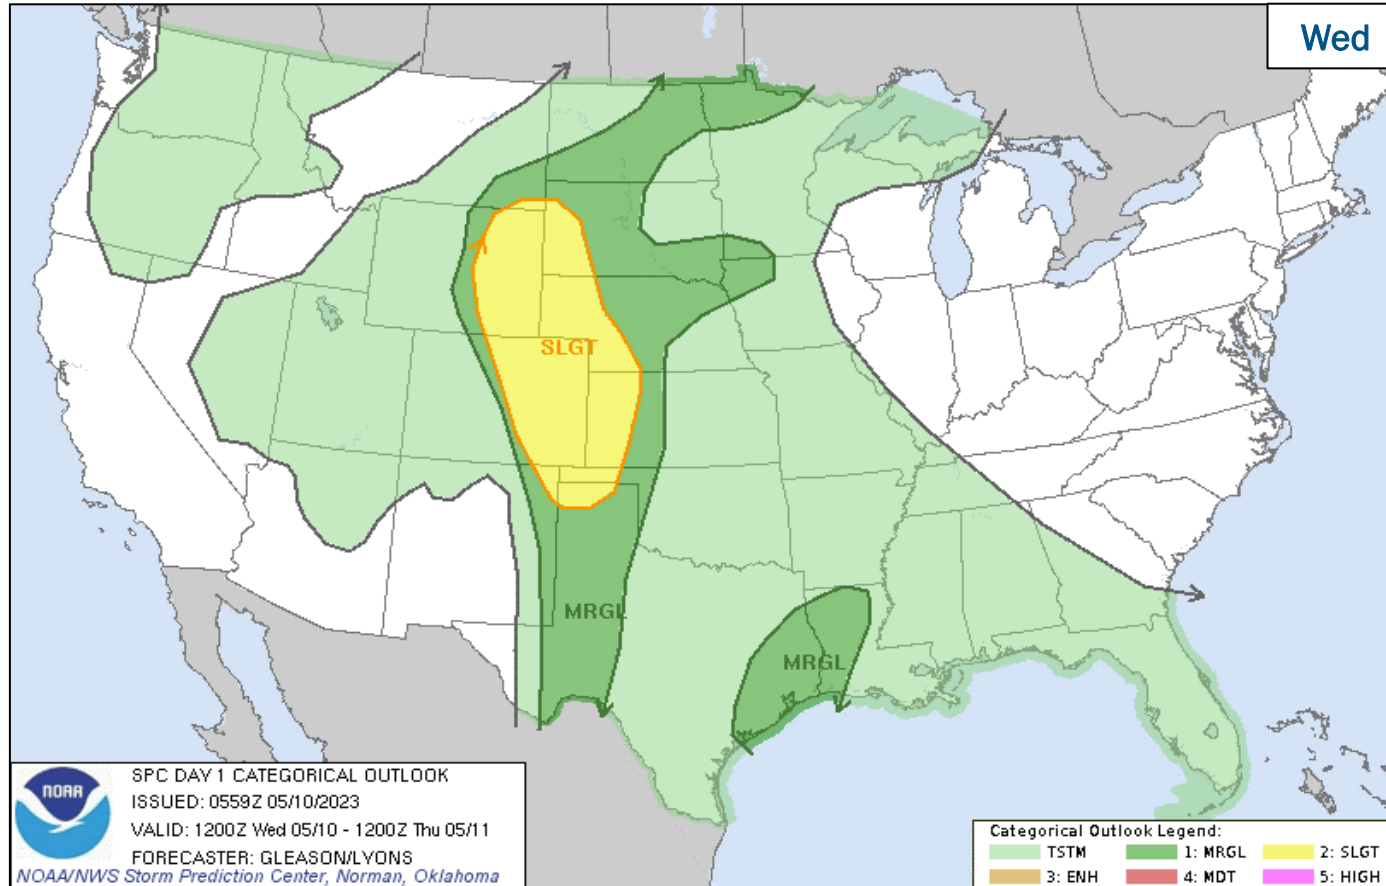 Wed
SLGT
MRGL
MRGL
NOAA
SPC DAY 1 CATEGORICAL OUTLOOK
ISSUED: 0559Z 05/10/2023
VALID: 1200Z Wed 05/10 - 1200Z Thu 05/11
FORECASTER: GLEASON/LYONS
NOAA/NWS Storm Prediction Center, Norman, Oklahoma
Categorical Outlook Legend:
TSTM 1: MRGL 2: SLGT
3: ENH 4: MDT 5: HIGH